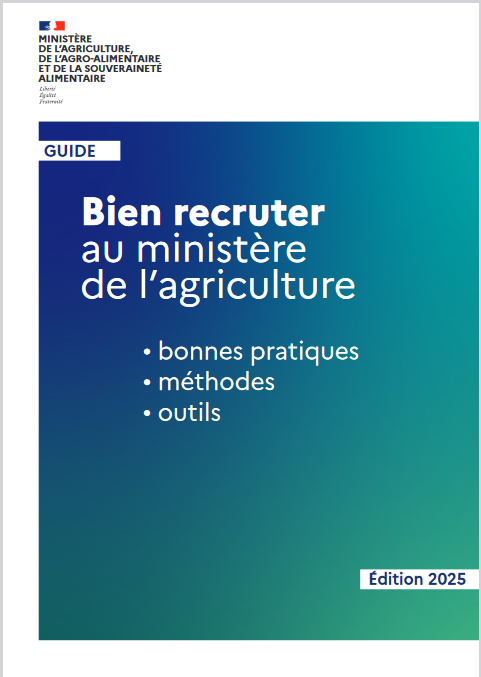 MINISTÈRE
DE L'AGRICULTURE,
DE L'AGRO-ALIMENTAIRE
ET DE LA SOUVERAINETÉ
ALIMENTAIRE
Liberté
Égalité
Fraternité
GUIDE
Bien recruter
au ministère
de l'agriculture
• bonnes pratiques
• méthodes
• outils
Édition 2025